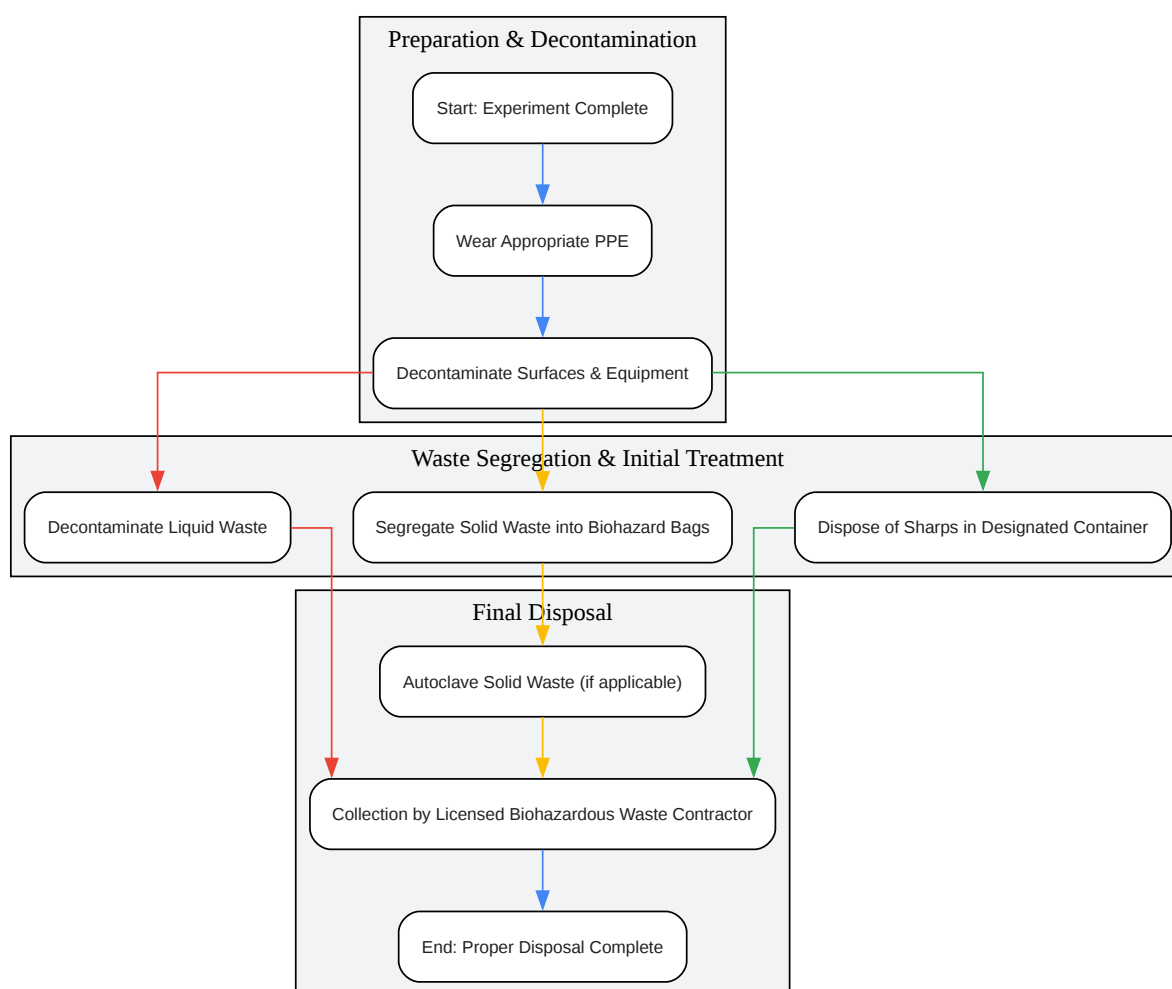 Preparation & Decontamination
Start: Experiment Complete
Wear Appropriate PPE
Decontaminate Surfaces & Equipment
Waste Segregation & Initial Treatment
Decontaminate Liquid Waste
Segregate Solid Waste into Biohazard Bags
Dispose of Sharps in Designated Container
Final Disposal
Autoclave Solid Waste (if applicable)
Collection by Licensed Biohazardous Waste Contractor
End: Proper Disposal Complete